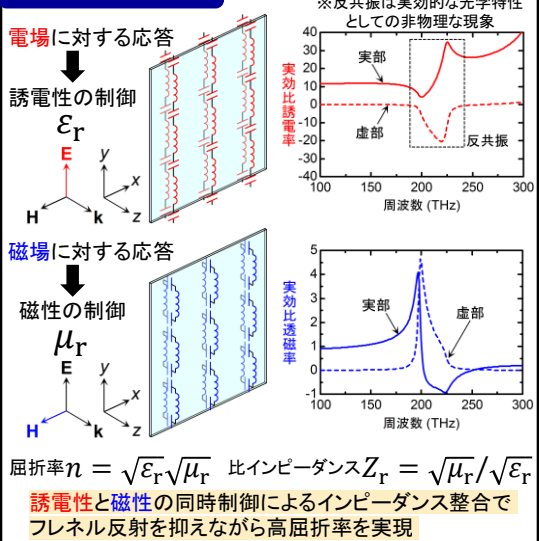 ※反共振は実効的な光学特性
としての非物理な現象
電場に対する応答
誘電性の制御
εr
E
H
k
y
x
z
実効比誘電率
40
30
20
10
0
-10
-20
-30
-40
実部
虚部
反共振
100
150
200
250
300
周波数 (THz)
磁場に対する応答
磁性の制御
μr
E
H
k
y
x
z
実効比透磁率
5
4
3
2
1
0
-1
実部
虚部
100
150
200
250
300
周波数 (THz)
屈折率n = √εr√μr 比インピーダンスZr = √μr/√εr
誘電性と磁性の同時制御によるインピーダンス整合で
フレネル反射を抑えながら高屈折率を実現